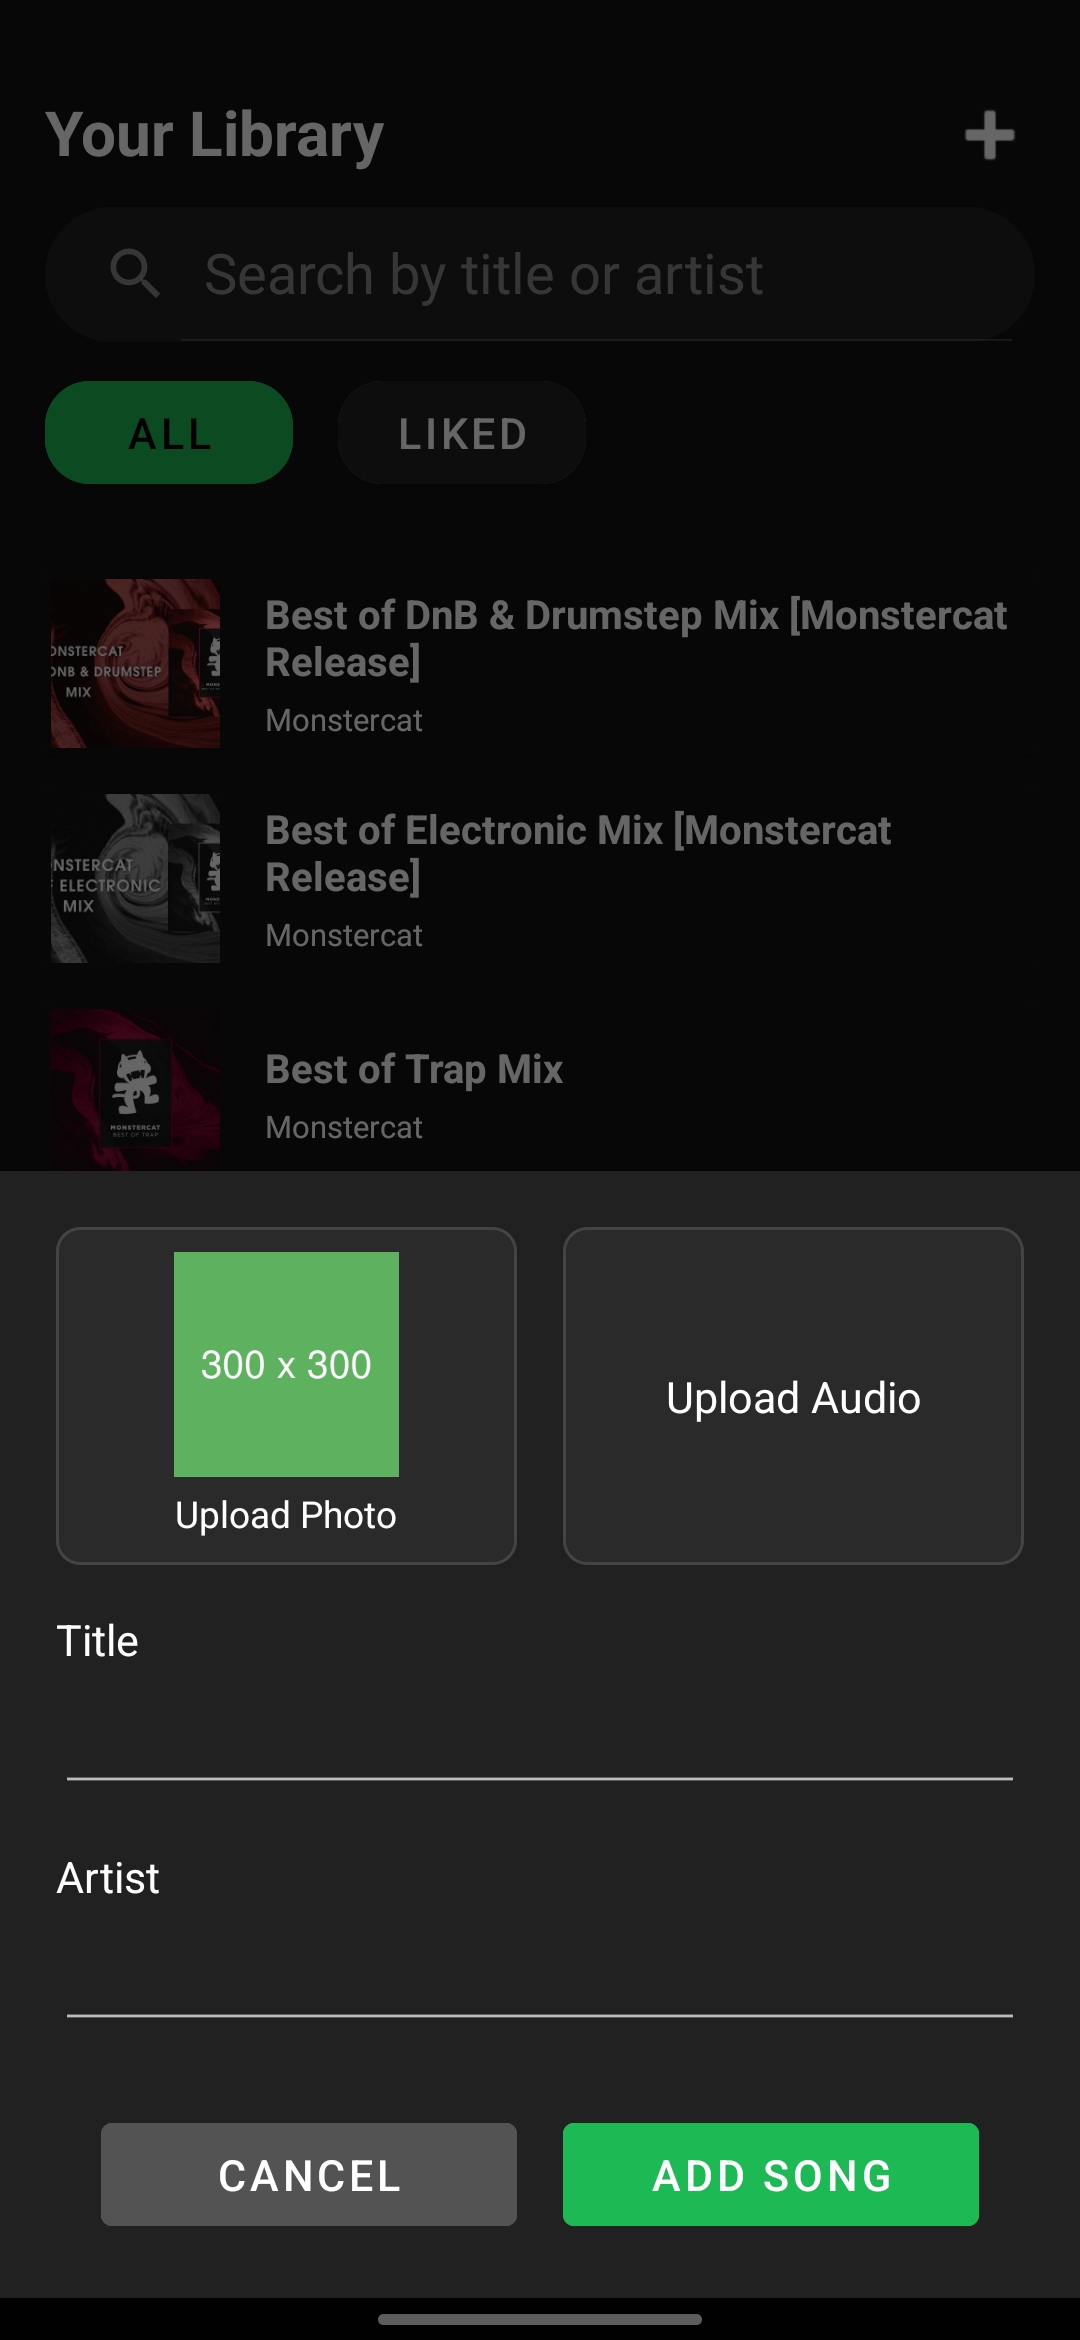 Your Library
Search by title or artist
ALL
LIKED
ONSTERCAT
DNB & DRUMSTEP
MIX
Best of DnB & Drumstep Mix [Monstercat
Release]
Monstercat
NSTERCAT
ELECTRONIC
MIX
Best of Electronic Mix [Monstercat
Release]
Monstercat
MONSTERCAT
BEST OF TRAP
Best of Trap Mix
Monstercat
300 x 300
Upload Photo
Upload Audio
Title
Artist
CANCEL
ADD SONG